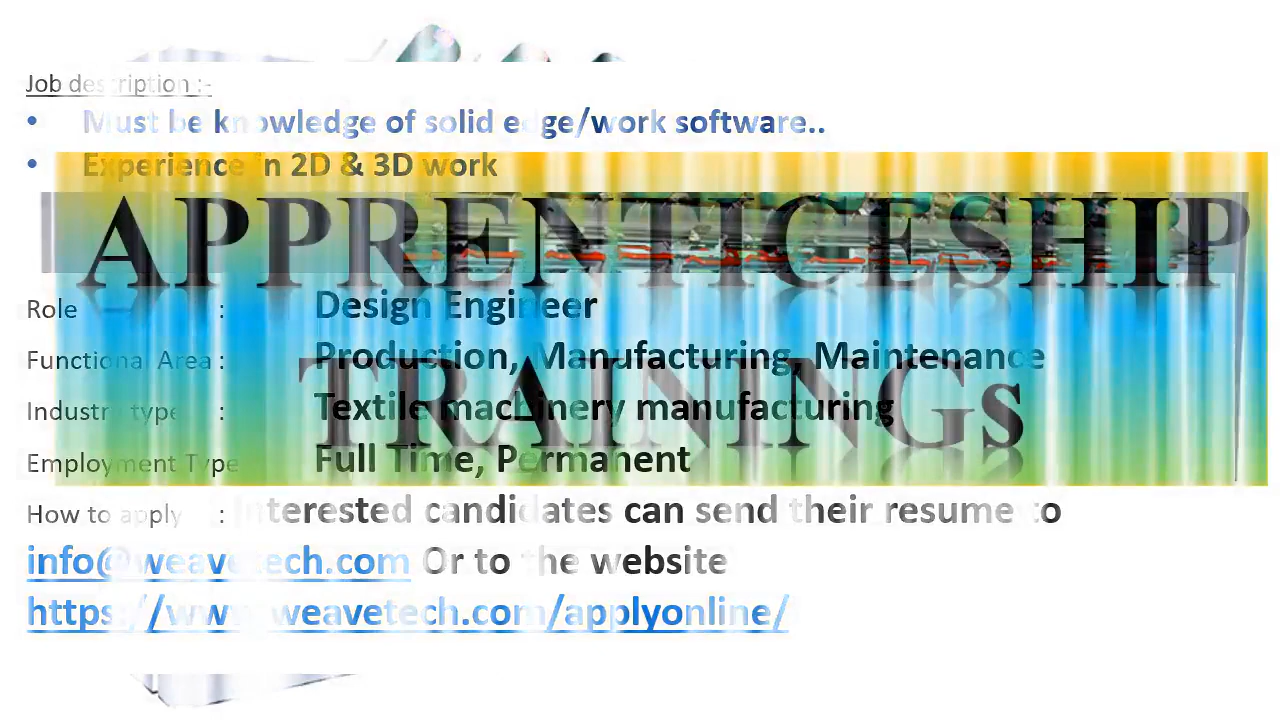 Job description :-
• Must be knowledge of solid edge/work software..
• Experience in 2D & 3D work
APPRENTICESHIP
Role : Design Engineer
Functional Area : Production, Manufacturing, Maintenance
TRAININGs
Industry type : Textile machinery manufacturing
Employment Type Full Time, Permanent
How to apply : Interested candidates can send their resume to
info@weavetech.com Or to the website
https://www.weavetech.com/applyonline/